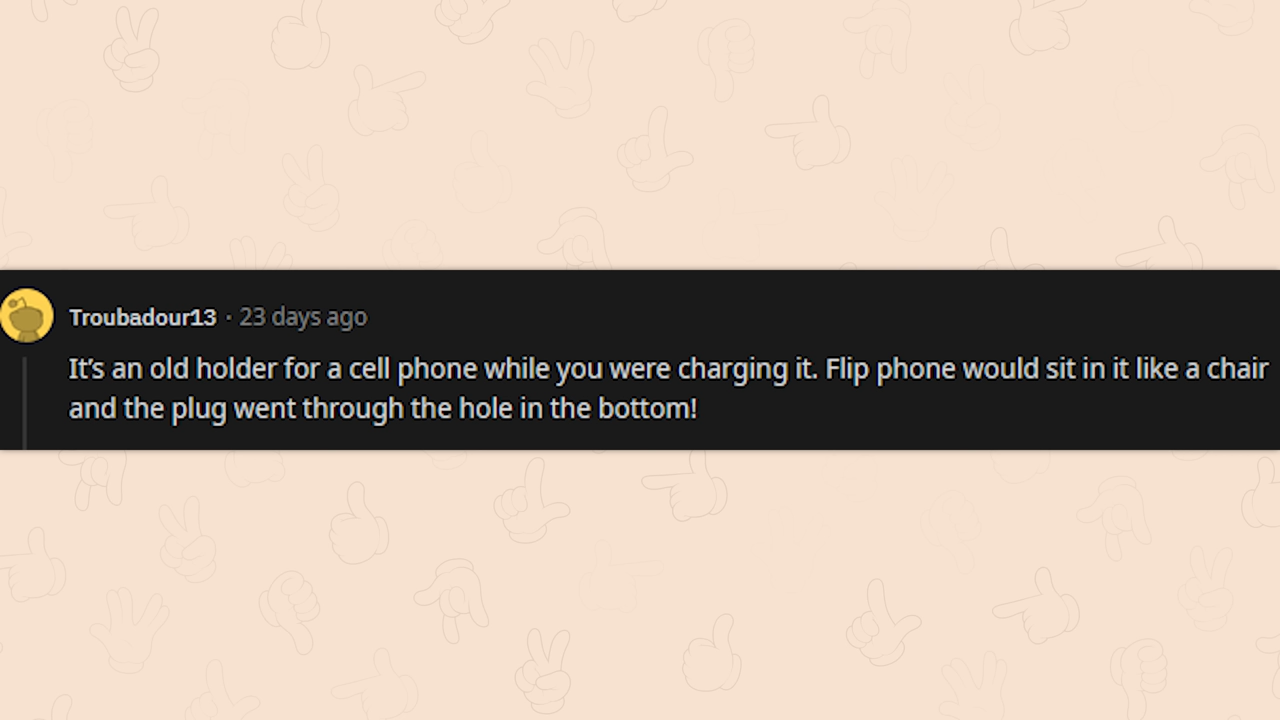 Troubadour13 · 23 days ago
It’s an old holder for a cell phone while you were charging it. Flip phone would sit in it like a chair
and the plug went through the hole in the bottom!